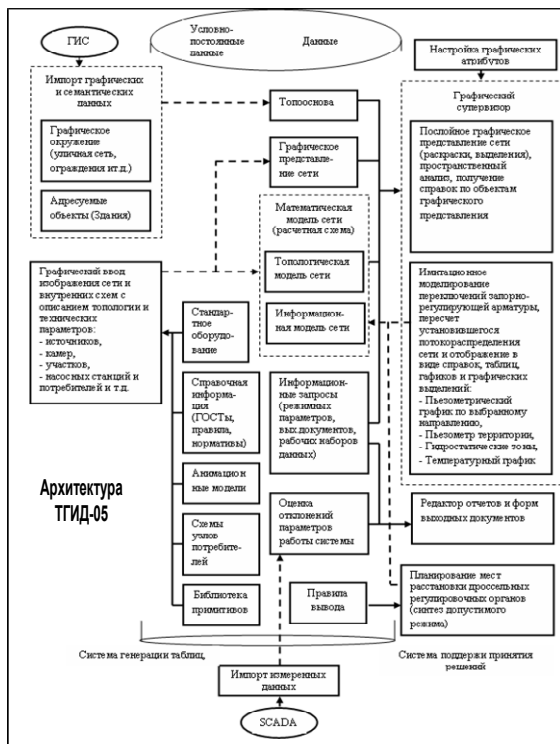 ГИС
Условно-
постоянные
данные
Данные
Настройка графических
атрибутов
Импорт графических
и семантических
данных
Графическое
окружение
(уличная сеть,
ограждения ит.д.)
Адресуемые
объекты (Здания)
Топооснова
Графическое
представле
ние сети
Математическая
модель сети
(расчетная схема)
Топологическая
модель сети
Информацион
ная модель сети
Графический
супервизор
Послойное графическое
представление сети
(раскраски, выделения),
пространственный
анализ, получение
справок по объектам
графического
представления
Имитационное
моделирование
переключений запорно-
регулирующей арматуры,
пересчет
установившегося
потокораспределения
сети и отображение в
виде справок, таблиц,
гафиков и графических
выделений:
- Пьезометрический
график по выбранному
направлению,
- Пьезометр территории,
- Гидростатические зоны,
- Температурный график
Графический ввод
изображения сети и
внутренних схем с
описанием топологии и
технических
параметров:
- источников,
- камер,
- участков,
- насосных станций и
потребителей и т.д.
Стандар
тное
оборудо
вание
Справочная
информа
ция
(ГОСТы,
правила,
нормативы)
Анимацион
ные модели
Схемы
узлов
потребите
лей
Библиотека
примитивов
Информацион
ные запросы
(режимных
параметров,
вых документов,
рабочих наборов
данных)
Оценка
отклонений
параметров
работы системы
Правила
вывода
Архитектура
ТГИД-05
Редактор отчетов и форм
выходных документов
Планирование мест
расстановки дроссельных
регулировочных органов
(синтез допустимого
режима)
Система генерации таблиц,
Система поддержки принятия
решений
Импорт измеренных
данных
SCADA